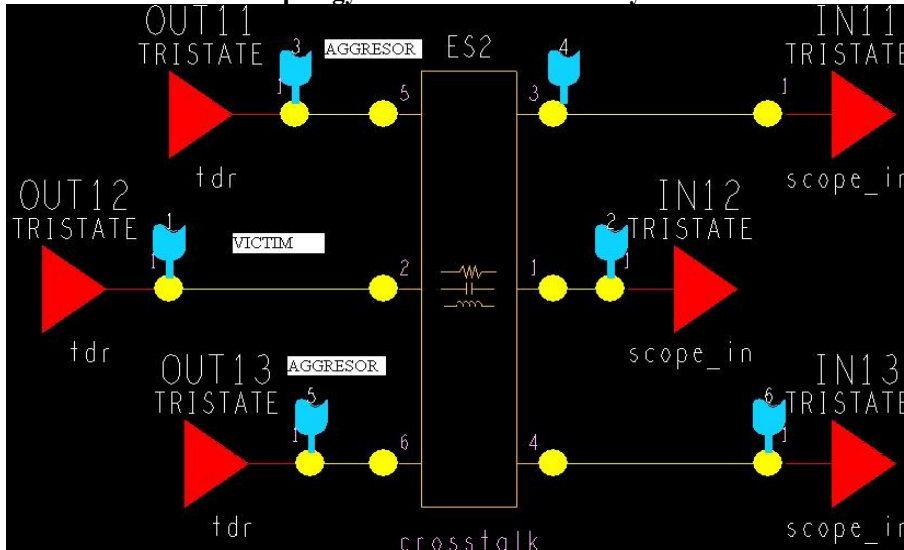 OUT11
TRISTATE
3
AGGRESOR
1
5
tdr
ES2
4
3
IN11
TRISTATE
1
scope_in
OUT12
TRISTATE
1
VICTIM
1
2
tdr
1
IN12
2
TRISTATE
1
scope_in
OUT13
TRISTATE
AGGRESOR
5
1
6
tdr
4
crosstalk
IN13
6
TRISTATE
1
scope_in